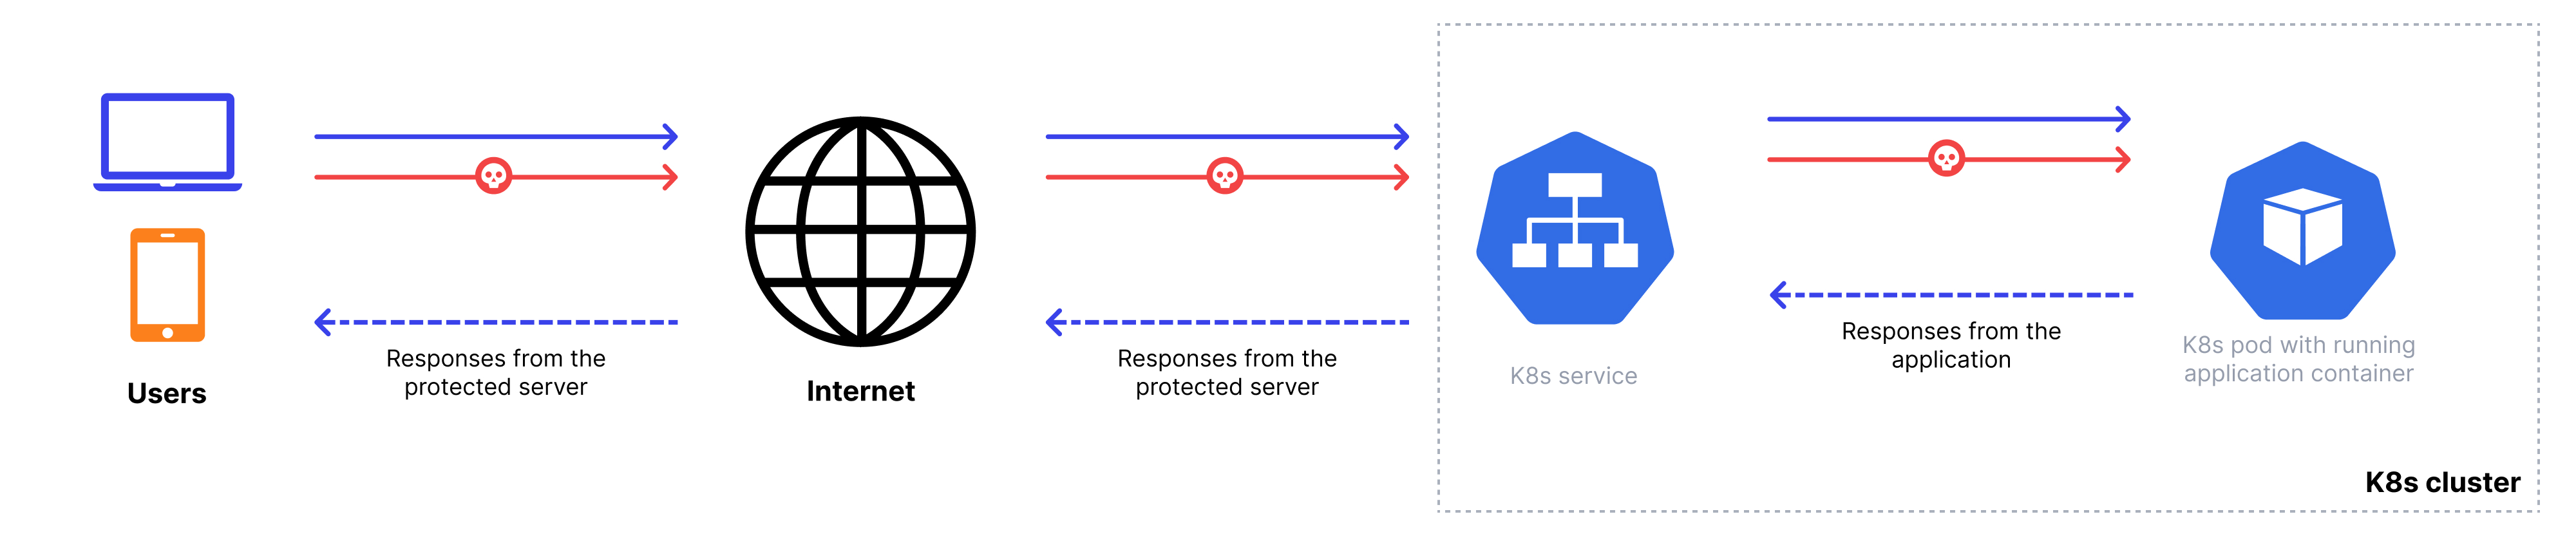 Users
Responses from the
protected server
Internet
Responses from the
protected server
K8s service
Responses from the
application
K8s pod with running
application container
K8s cluster